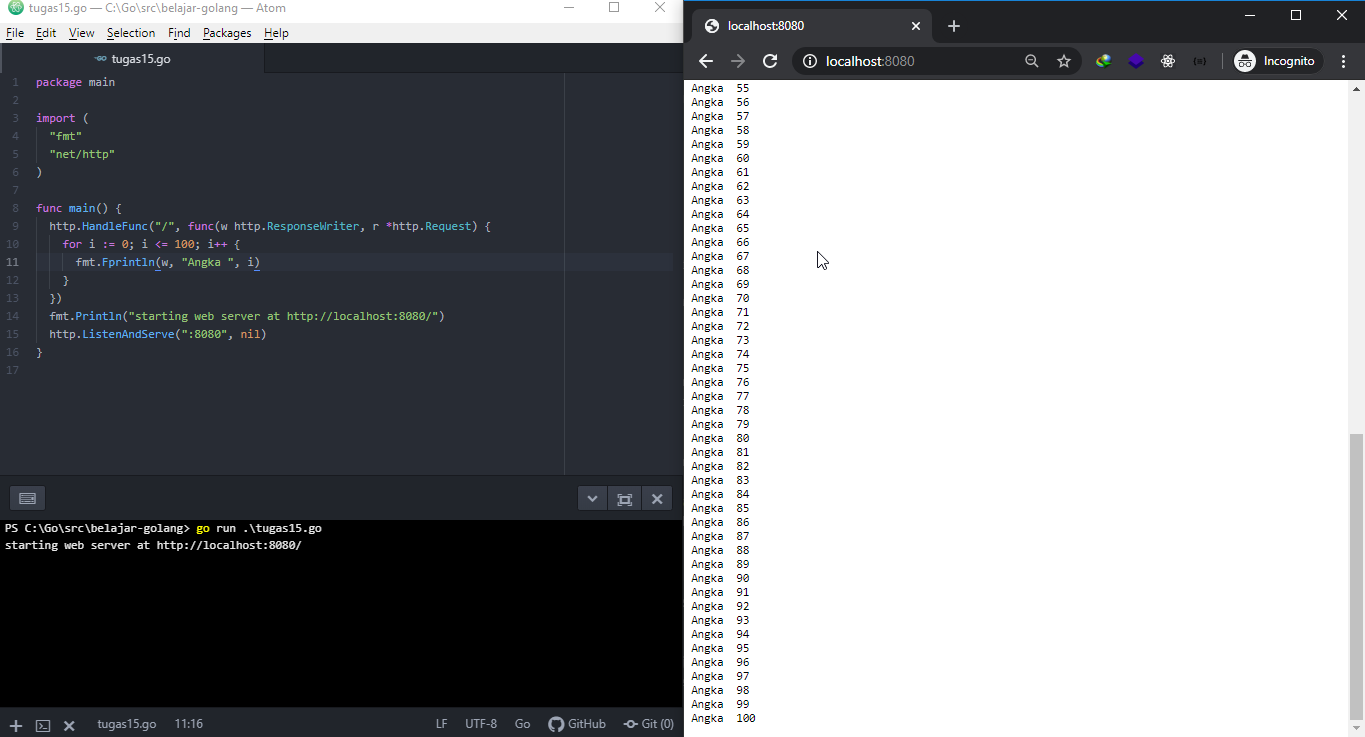 tugas15.go — C:\Go\src\belajar-golang — Atom
File Edit View Selection Find Packages Help
tugas15.go
1 package main
2
3 import (
4 "fmt"
5 "net/http"
6 )
7
8 func main() {
9 http.HandleFunc("/", func(w http.ResponseWriter, r *http.Request) {
10 for i := 0; i <= 100; i++ {
11 fmt.Fprintln(w, "Angka ", i)
12 }
13 })
14 fmt.Println("starting web server at http://localhost:8080/")
15 http.ListenAndServe(":8080", nil)
16 }
17
PS C:\Go\src\belajar-golang> go run .\tugas15.go
starting web server at http://localhost:8080/
tugas15.go 11:16 LF UTF-8 Go GitHub Git (0)
localhost:8080
localhost:8080 Incognito
Angka 55
Angka 56
Angka 57
Angka 58
Angka 59
Angka 60
Angka 61
Angka 62
Angka 63
Angka 64
Angka 65
Angka 66
Angka 67
Angka 68
Angka 69
Angka 70
Angka 71
Angka 72
Angka 73
Angka 74
Angka 75
Angka 76
Angka 77
Angka 78
Angka 79
Angka 80
Angka 81
Angka 82
Angka 83
Angka 84
Angka 85
Angka 86
Angka 87
Angka 88
Angka 89
Angka 90
Angka 91
Angka 92
Angka 93
Angka 94
Angka 95
Angka 96
Angka 97
Angka 98
Angka 99
Angka 100